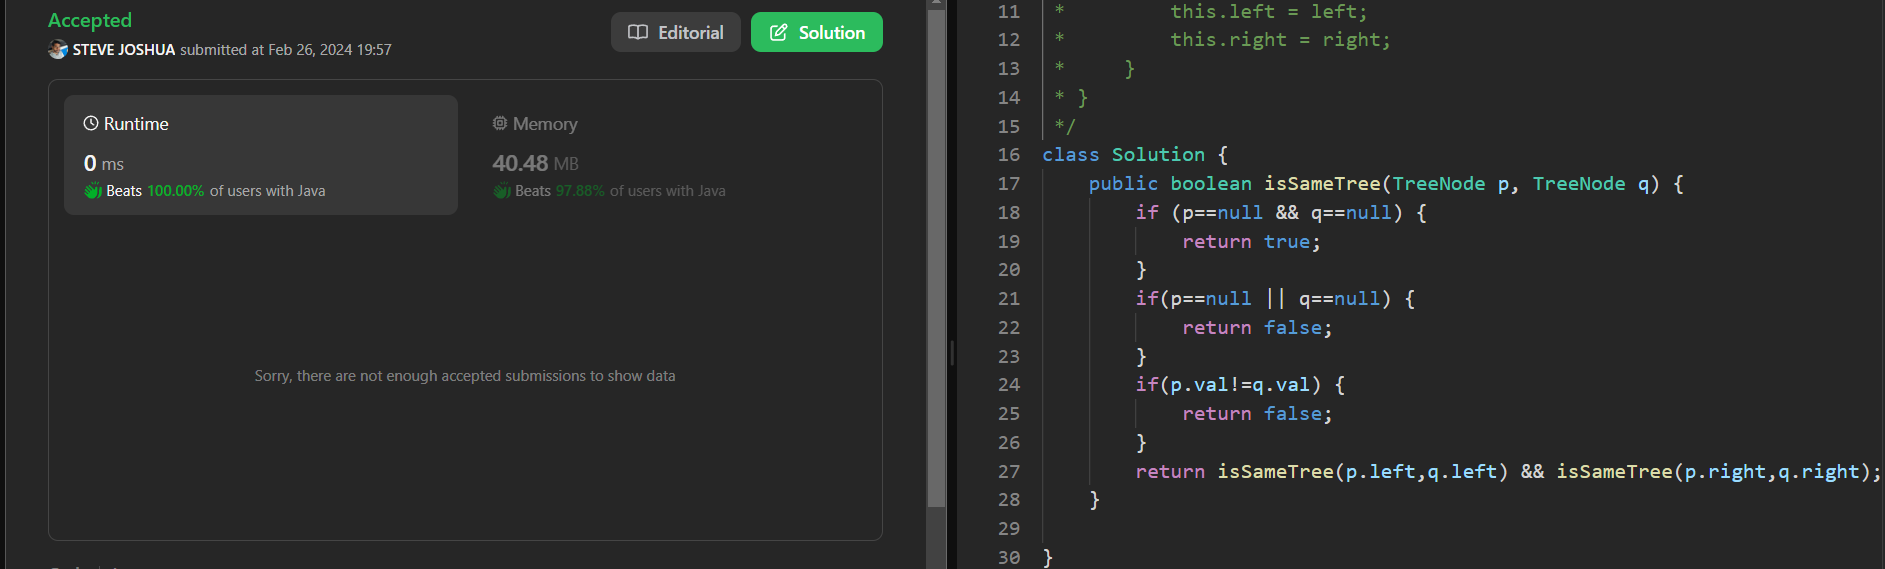 Accepted
STEVE JOSHUA submitted at Feb 26, 2024 19:57
Editorial
Solution
Runtime
0 ms
Beats 100.00% of users with Java
Memory
40.48 MB
Beats 97.88% of users with Java
Sorry, there are not enough accepted submissions to show data
11 *         this.left = left;
12 *         this.right = right;
13 *     }
14 * }
15 */
16 class Solution {
17     public boolean isSameTree(TreeNode p, TreeNode q) {
18         if (p==null && q==null) {
19             return true;
20         }
21         if(p==null || q==null) {
22             return false;
23         }
24         if(p.val!=q.val) {
25             return false;
26         }
27         return isSameTree(p.left,q.left) && isSameTree(p.right,q.right);
28     }
29
30 }